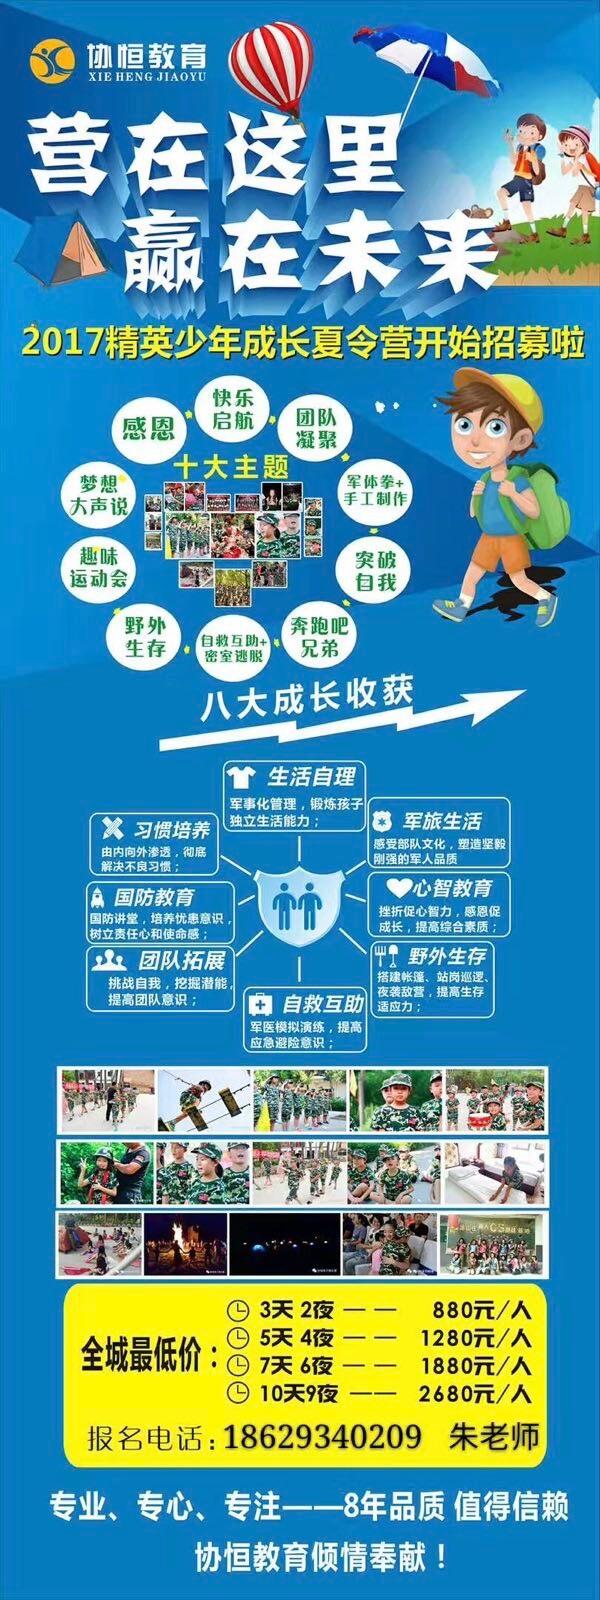 协恒教育
XIE HENG JIAOYU
营在这里
赢在未来
2017精英少年成长夏令营开始招募啦
快乐
启航
感恩
团队
凝聚
十大主题
梦想
大声说
军体拳+
手工制作
趣味
运动会
突破
自我
野外
生存
自救互助+
密室逃脱
奔跑吧
兄弟
八大成长收获
生活自理
军事化管理，锻炼孩子
独立生活能力；
习惯培养
由内向外渗透，彻底
解决不良习惯；
军旅生活
感受部队文化，塑造坚毅
刚强的军人品质
国防教育
国防讲堂，培养忧患意识，
树立责任心和使命感；
心智教育
挫折促心智力，感恩促
成长，提高综合素质；
团队拓展
挑战自我，挖掘潜能，
提高团队意识；
野外生存
搭建帐篷、站岗巡逻、
夜袭敌营，提高生存
适应力；
自救互助
军医模拟演练，提高
应急避险意识；
全城最低价：
3天 2夜 —— 880元/人
5天 4夜 —— 1280元/人
7天 6夜 —— 1880元/人
10天9夜 —— 2680元/人
报名电话：18629340209 朱老师
专业、专心、专注——8年品质 值得信赖
协恒教育倾情奉献！